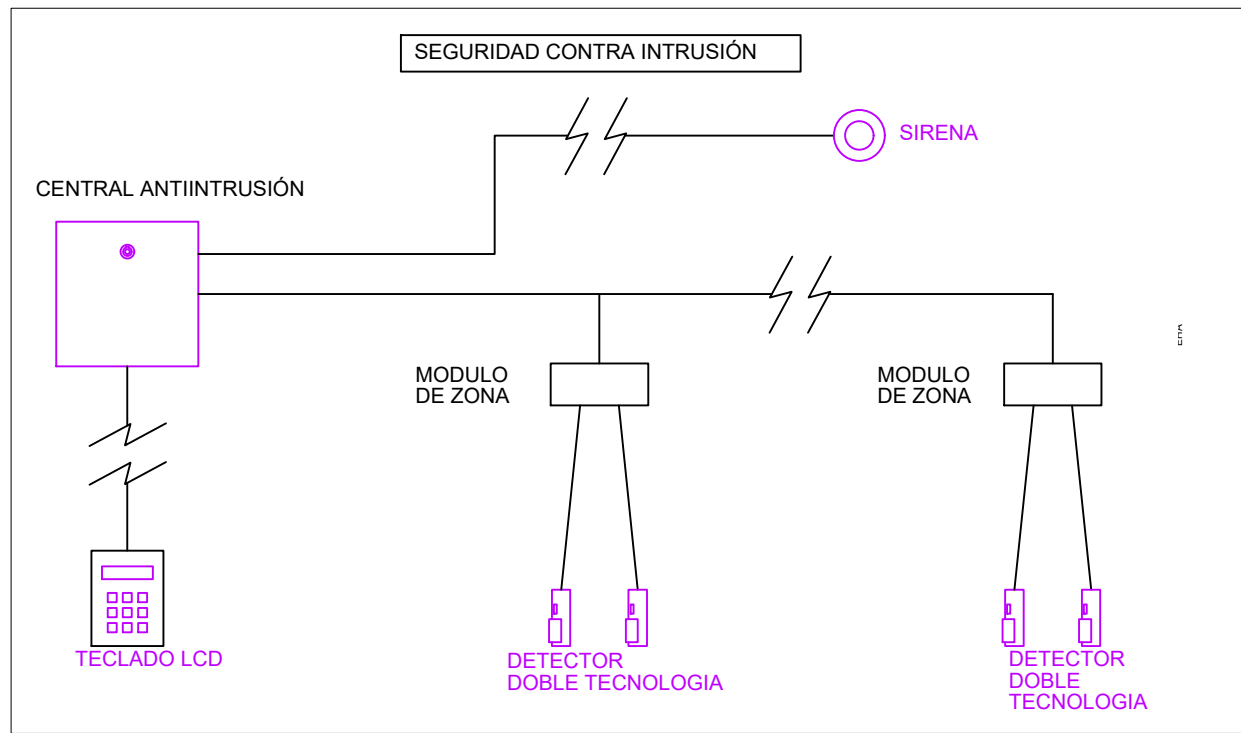 SEGURIDAD CONTRA INTRUSIÓN
SIRENA
CENTRAL ANTIINTRUSIÓN
MODULO
DE ZONA
MODULO
DE ZONA
TECLADO LCD
DETECTOR
DOBLE TECNOLOGIA
DETECTOR
DOBLE
TECNOLOGIA